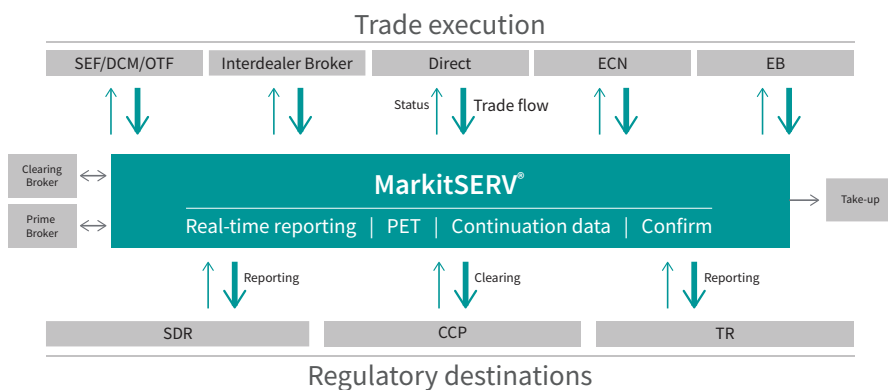 Trade execution
SEF/DCM/OTF
Interdealer Broker
Direct
ECN
EB
Status
Trade flow
Clearing
Broker
MarkitSERV®
Take-up
Prime
Broker
Real-time reporting | PET | Continuation data | Confirm
Reporting
Clearing
Reporting
SDR
CCP
TR
Regulatory destinations